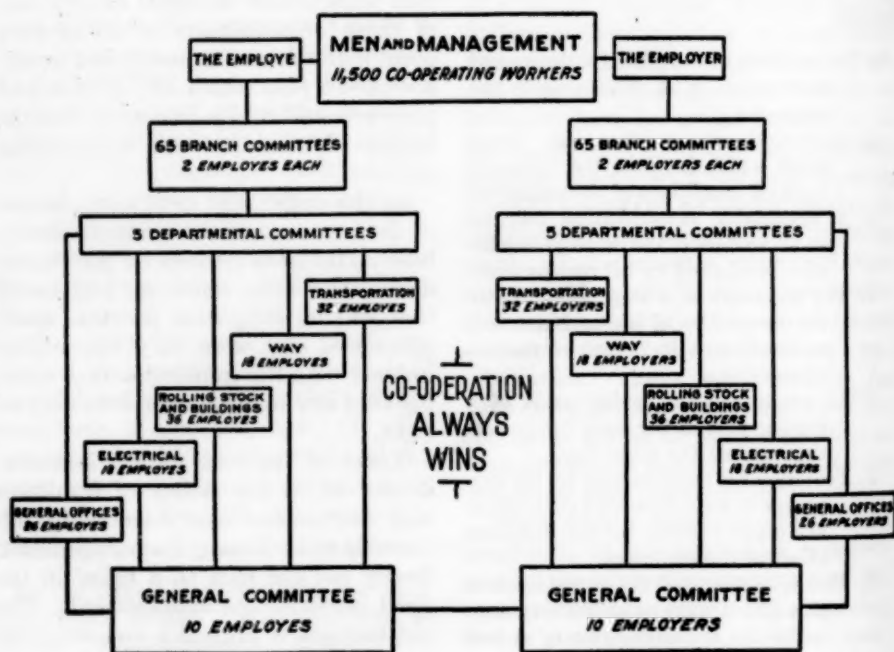 MEN AND MANAGEMENT
11,500 CO-OPERATING WORKERS
THE EMPLOYE
THE EMPLOYER
65 BRANCH COMMITTEES
2 EMPLOYES EACH
65 BRANCH COMMITTEES
2 EMPLOYERS EACH
5 DEPARTMENTAL COMMITTEES
5 DEPARTMENTAL COMMITTEES
TRANSPORTATION
32 EMPLOYES
WAY
18 EMPLOYES
ROLLING STOCK
AND BUILDINGS
36 EMPLOYES
ELECTRICAL
18 EMPLOYES
GENERAL OFFICES
26 EMPLOYES
CO-OPERATION
ALWAYS
WINS
TRANSPORTATION
32 EMPLOYERS
WAY
18 EMPLOYERS
ROLLING STOCK
AND BUILDINGS
36 EMPLOYERS
ELECTRICAL
18 EMPLOYERS
GENERAL OFFICES
26 EMPLOYERS
GENERAL COMMITTEE
10 EMPLOYES
GENERAL COMMITTEE
10 EMPLOYERS